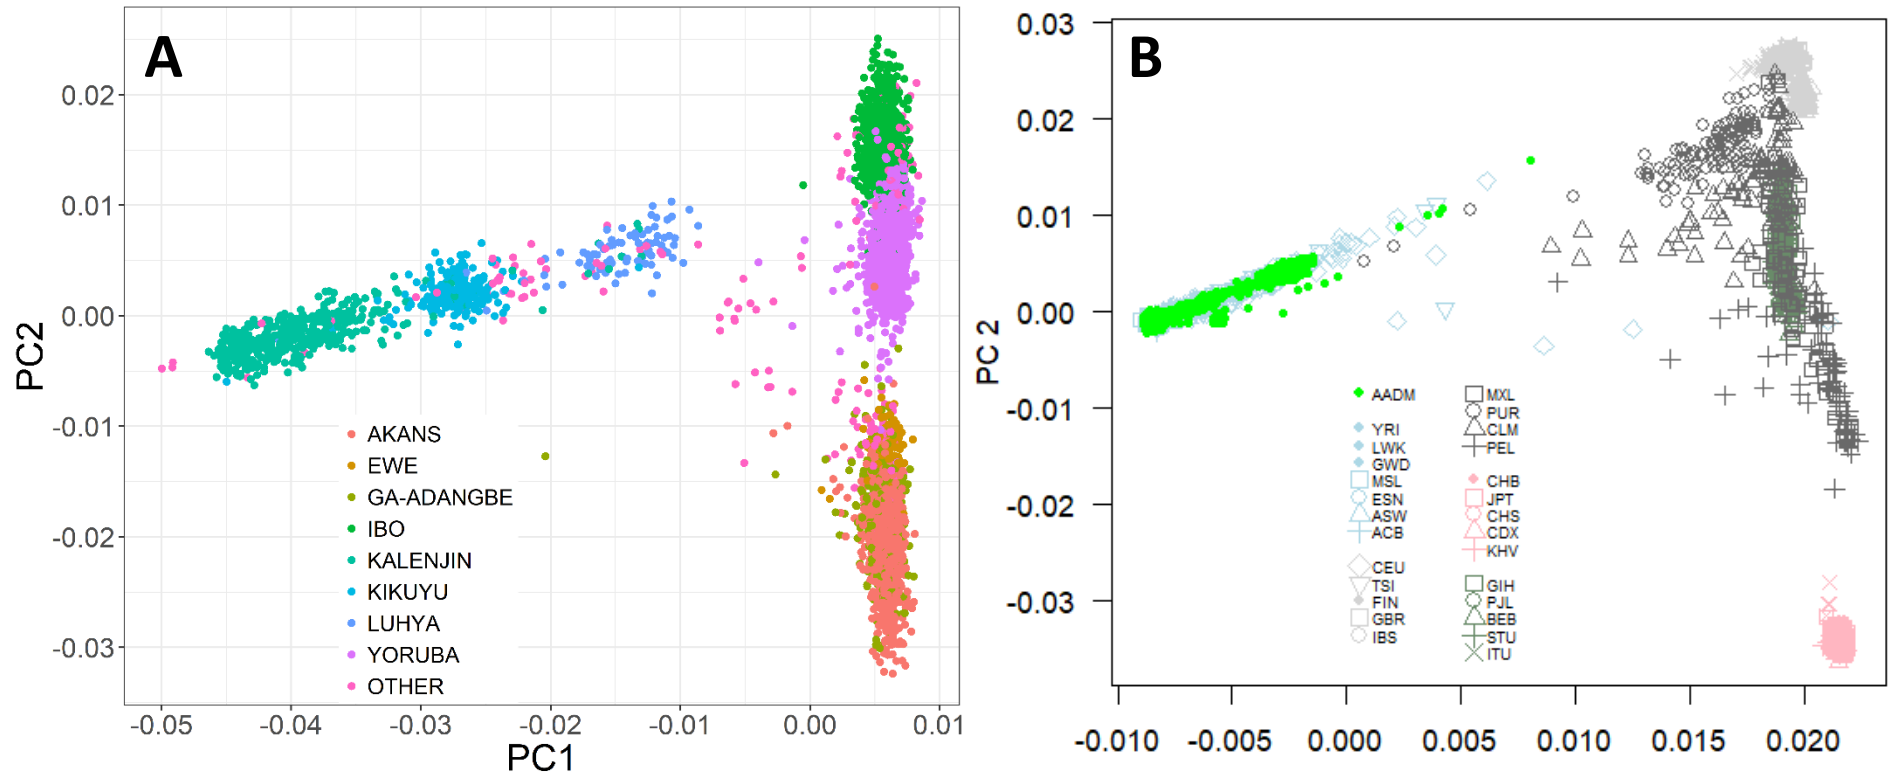 A
0.02
0.01
0.00
-0.01
-0.02
-0.03
PC2
-0.05
-0.04
-0.03
-0.02
-0.01
0.00
0.01
PC1
AKANS
EWE
GA-ADANGBE
IBO
KALENJIN
KIKUYU
LUHYA
YORUBA
OTHER
B
0.03
0.02
0.01
0.00
-0.01
-0.02
-0.03
PC 2
-0.010
-0.005
0.000
0.005
0.010
0.015
0.020
AADM
YRI
LWK
GWD
MSL
ESN
ASW
ACB
CEU
TSI
FIN
GBR
IBS
MXL
PUR
CLM
PEL
CHB
JPT
CHS
CDX
KHV
GIH
PJL
BEB
STU
ITU